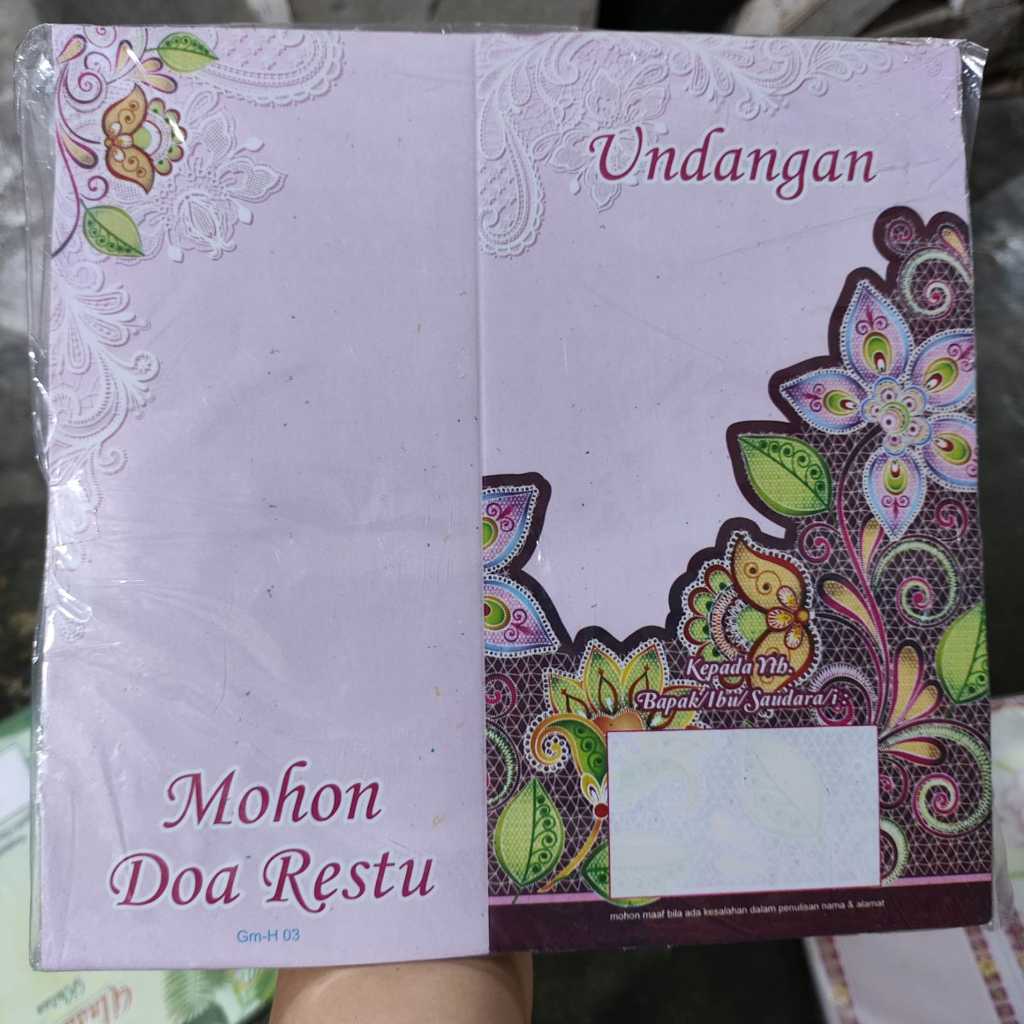 Undangan
Kepada Yth.
Bapak/Ibu/Saudara/i :
mohon maaf bila ada kesalahan dalam penulisan nama & alamat
Mohon
Doa Restu
Gm-H 03